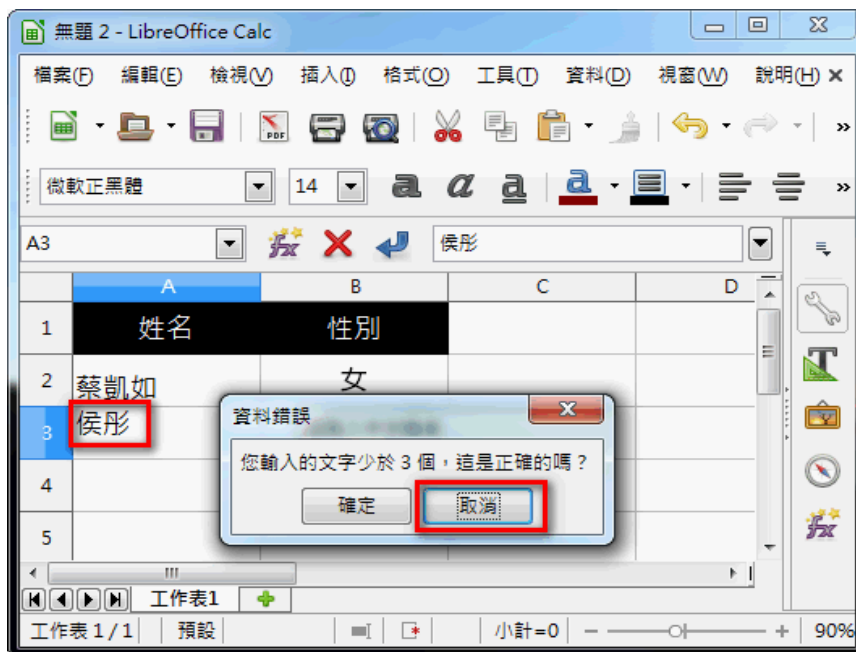 無題 2 - LibreOffice Calc
檔案(F) 編輯(E) 檢視(V) 插入(I) 格式(O) 工具(T) 資料(D) 視窗(W) 說明(H)
PDF
微軟正黑體 14 a a a a
A3 侯彤
A B C D
1 姓名 性別
2 蔡凱如 女
3 侯彤
資料錯誤
您輸入的文字少於 3 個，這是正確的嗎？
確定 取消
4
5
工作表1
工作表 1 / 1 預設 小計=0 90%